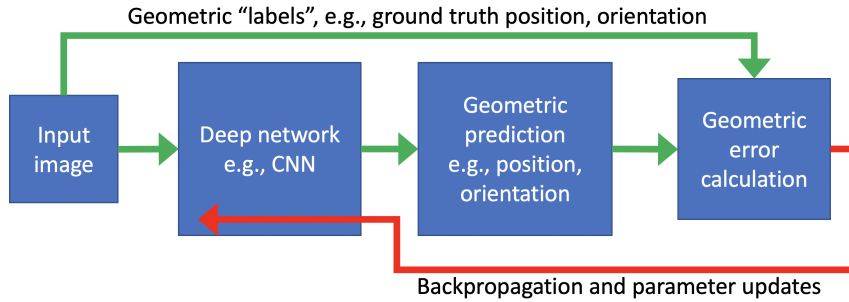 Geometric “labels”, e.g., ground truth position, orientation
Input
image
Deep network
e.g., CNN
Geometric
prediction
e.g., position,
orientation
Geometric
error
calculation
Backpropagation and parameter updates